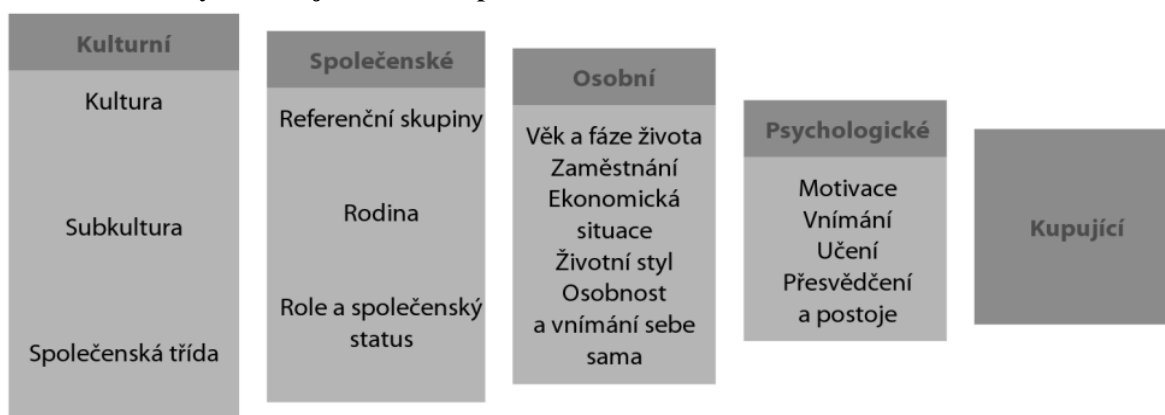 Kulturní
Kultura
Subkultura
Společenská třída
Společenské
Referenční skupiny
Rodina
Role a společenský
status
Osobní
Věk a fáze života
Zaměstnání
Ekonomická
situace
Životní styl
Osobnost
a vnímání sebe
sama
Psychologické
Motivace
Vnímání
Učení
Přesvědčení
a postoje
Kupující